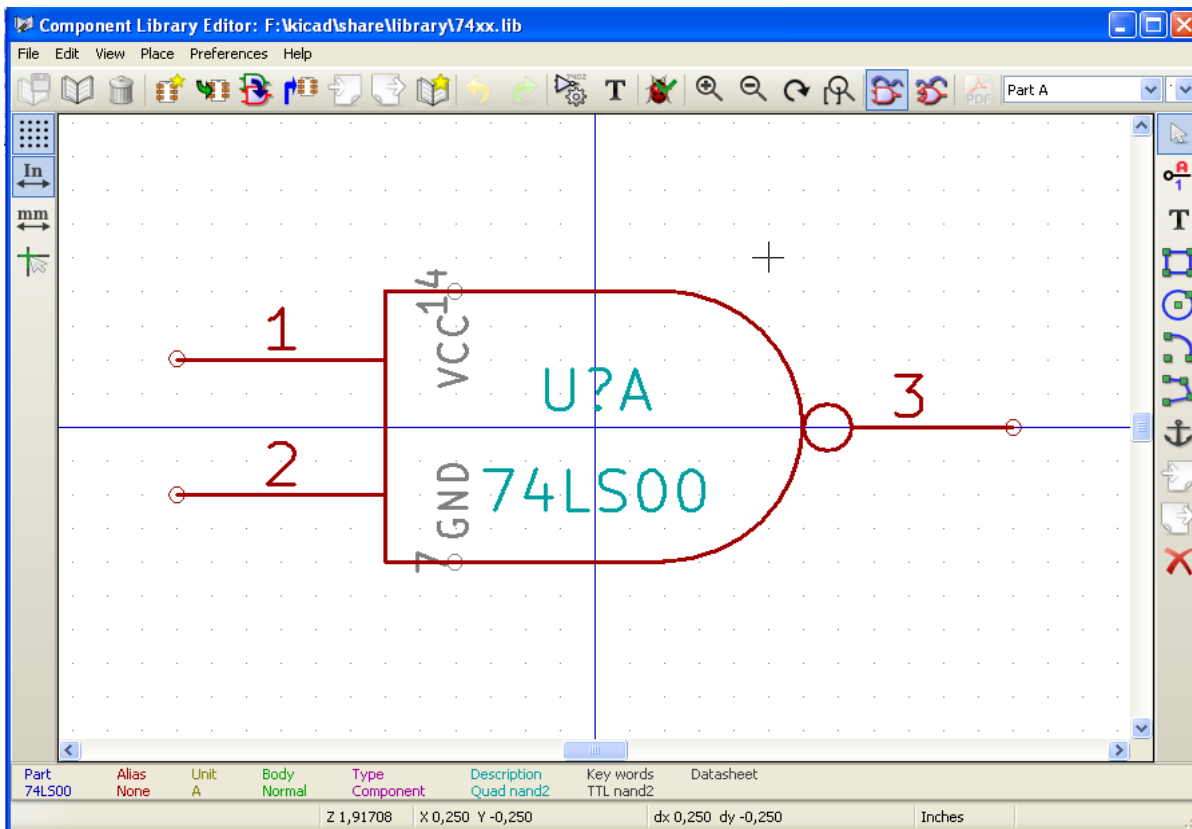 Component Library Editor: F:\kicad\share\library\74xx.lib
File Edit View Place Preferences Help
T PDF Part A
In
mm
A
1
T
14
VCC
1
U?A
3
2
GND
74LS00
7
Part Alias Unit Body Type Description Key words Datasheet
74LS00 None A Normal Component Quad nand2 TTL nand2
Z 1,91708 X 0,250 Y -0,250 dx 0,250 dy -0,250 Inches